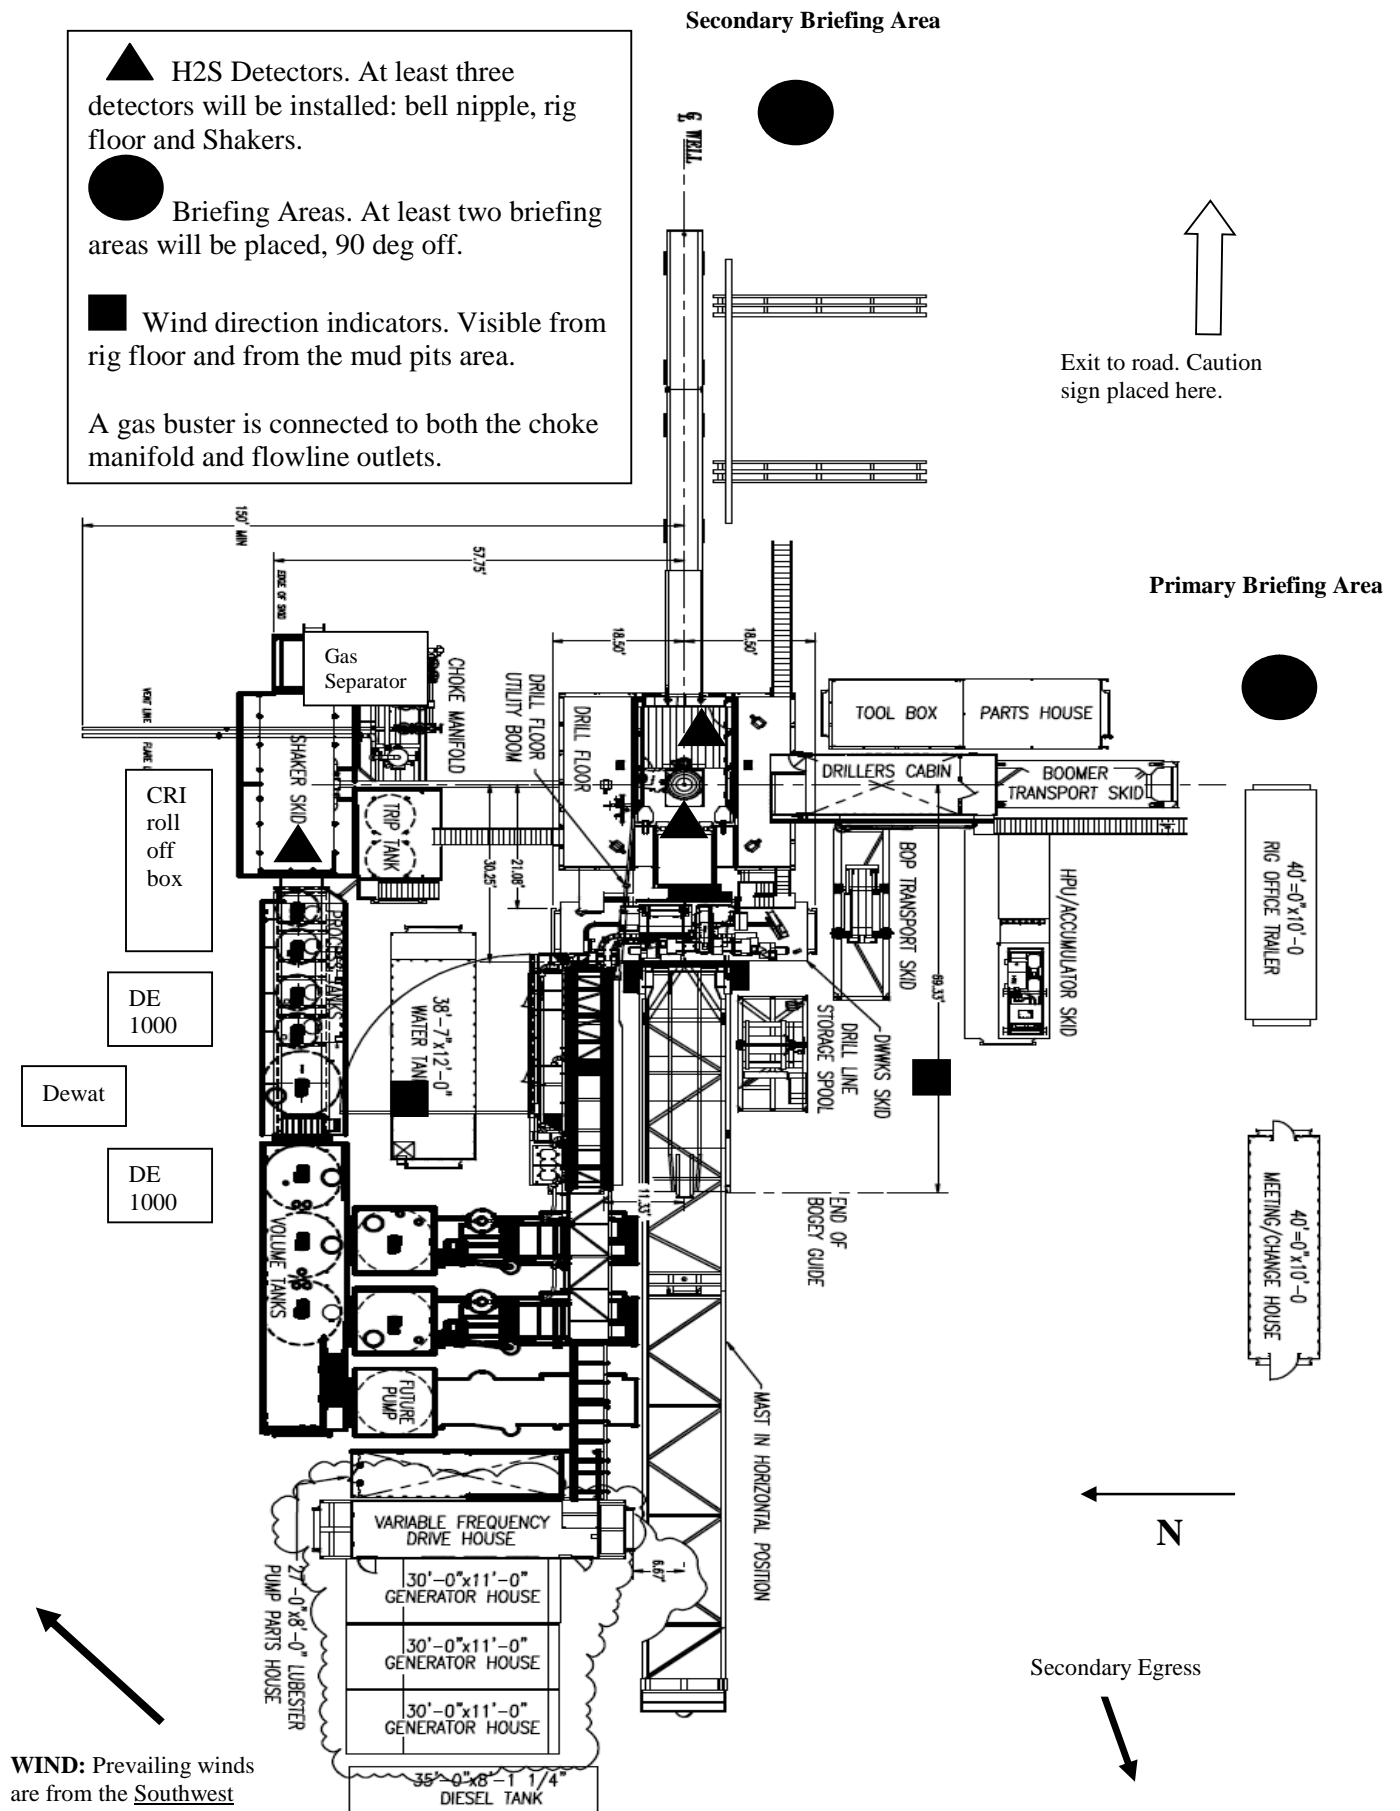 Secondary Briefing Area
H2S Detectors. At least three
detectors will be installed: bell nipple, rig
floor and Shakers.
Briefing Areas. At least two briefing
areas will be placed, 90 deg off.
Wind direction indicators. Visible from
rig floor and from the mud pits area.
A gas buster is connected to both the choke
manifold and flowline outlets.
WELL
Exit to road. Caution
sign placed here.
150' MIN
57.75'
EDGE OF SKID
18.50'
18.50'
Primary Briefing Area
Gas
Separator
CHOKE MANIFOLD
DRILL FLOOR
UTILITY BOOM
DRILL FLOOR
TOOL BOX
PARTS HOUSE
VENT LINE
SHAKER SKID
DRILLERS CABIN
BOOMER
TRANSPORT SKID
CRI
roll
off
box
TRIP TANK
30.25'
21.08'
BOP TRANSPORT SKID
HPU/ACCUMULATOR SKID
40'=0"x10'-0
RIG OFFICE TRAILER
PROCESS TANKS
DE
1000
38'-7"x12'-0"
WATER TANK
69.33'
DRILL LINE
STORAGE SPOOL
DWWKS SKID
Dewat
DE
1000
VOLUME TANKS
11.33'
END OF
BOGEY GUIDE
40'=0"x10'-0
MEETING/CHANGE HOUSE
FUTURE
PUMP
MAST IN HORIZONTAL POSITION
N
VARIABLE FREQUENCY
DRIVE HOUSE
6.67'
27'-0"x8'-0" LUBESTER
PUMP PARTS HOUSE
30'-0"x11'-0"
GENERATOR HOUSE
30'-0"x11'-0"
GENERATOR HOUSE
30'-0"x11'-0"
GENERATOR HOUSE
Secondary Egress
WIND: Prevailing winds
are from the Southwest
35'-0"x8'-1 1/4"
DIESEL TANK